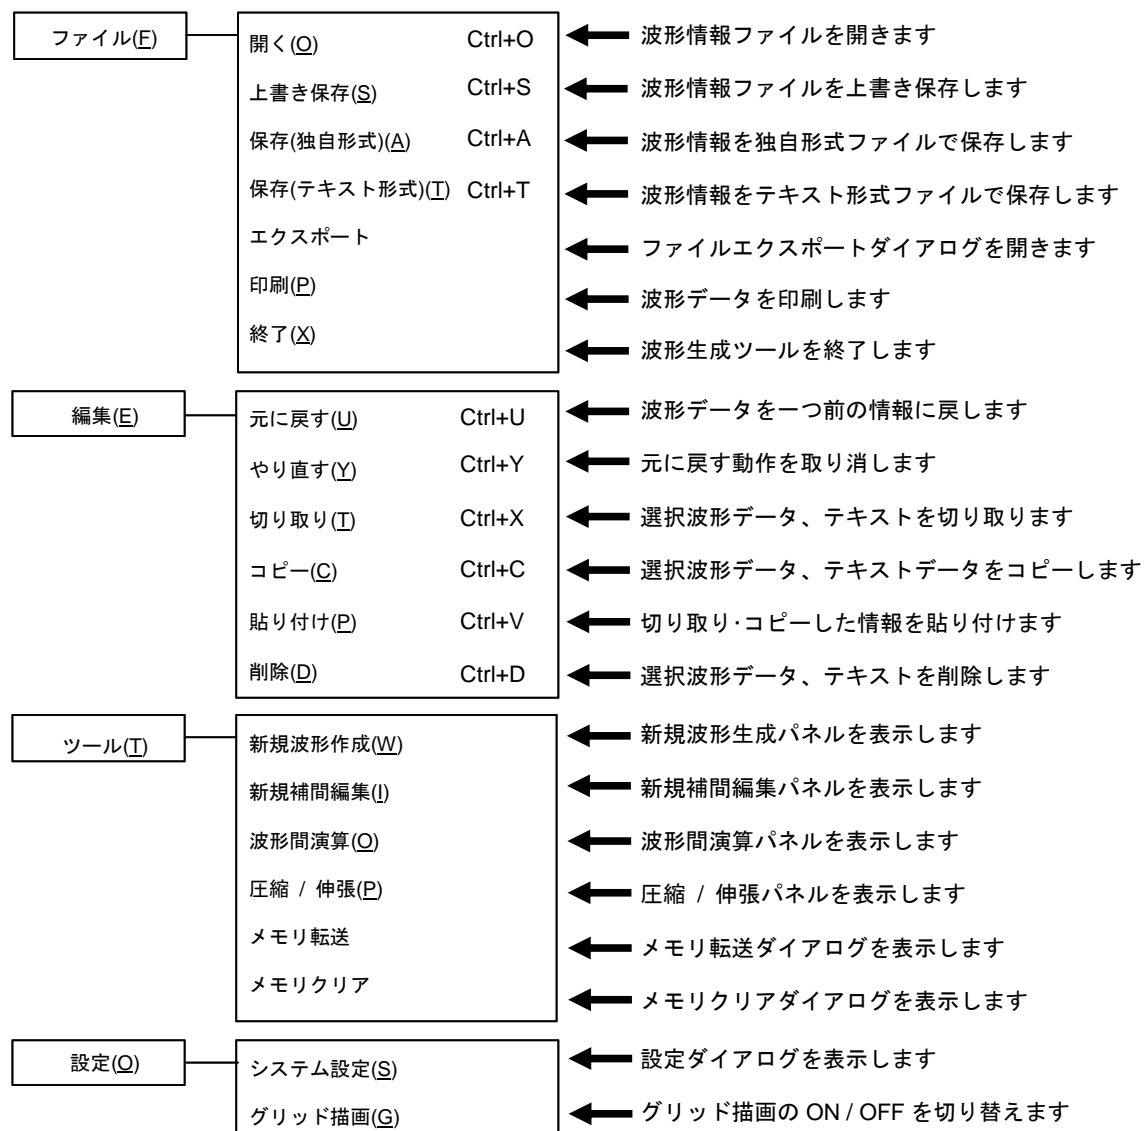 ファイル(F)
開く(O) Ctrl+O 波形情報ファイルを開きます
上書き保存(S) Ctrl+S 波形情報ファイルを上書き保存します
保存(独自形式)(A) Ctrl+A 波形情報を独自形式ファイルで保存します
保存(テキスト形式)(T) Ctrl+T 波形情報をテキスト形式ファイルで保存します
エクスポート ファイルエクスポートダイアログを開きます
印刷(P) 波形データを印刷します
終了(X) 波形生成ツールを終了します
編集(E)
元に戻す(U) Ctrl+U 波形データを一つ前の情報に戻します
やり直す(Y) Ctrl+Y 元に戻す動作を取り消します
切り取り(T) Ctrl+X 選択波形データ、テキストを切り取ります
コピー(C) Ctrl+C 選択波形データ、テキストデータをコピーします
貼り付け(P) Ctrl+V 切り取り･コピーした情報を貼り付けます
削除(D) Ctrl+D 選択波形データ、テキストを削除します
ツール(T)
新規波形作成(W) 新規波形生成パネルを表示します
新規補間編集(I) 新規補間編集パネルを表示します
波形間演算(O) 波形間演算パネルを表示します
圧縮 / 伸張(P) 圧縮 / 伸張パネルを表示します
メモリ転送 メモリ転送ダイアログを表示します
メモリクリア メモリクリアダイアログを表示します
設定(O)
システム設定(S) 設定ダイアログを表示します
グリッド描画(G) グリッド描画の ON / OFF を切り替えます